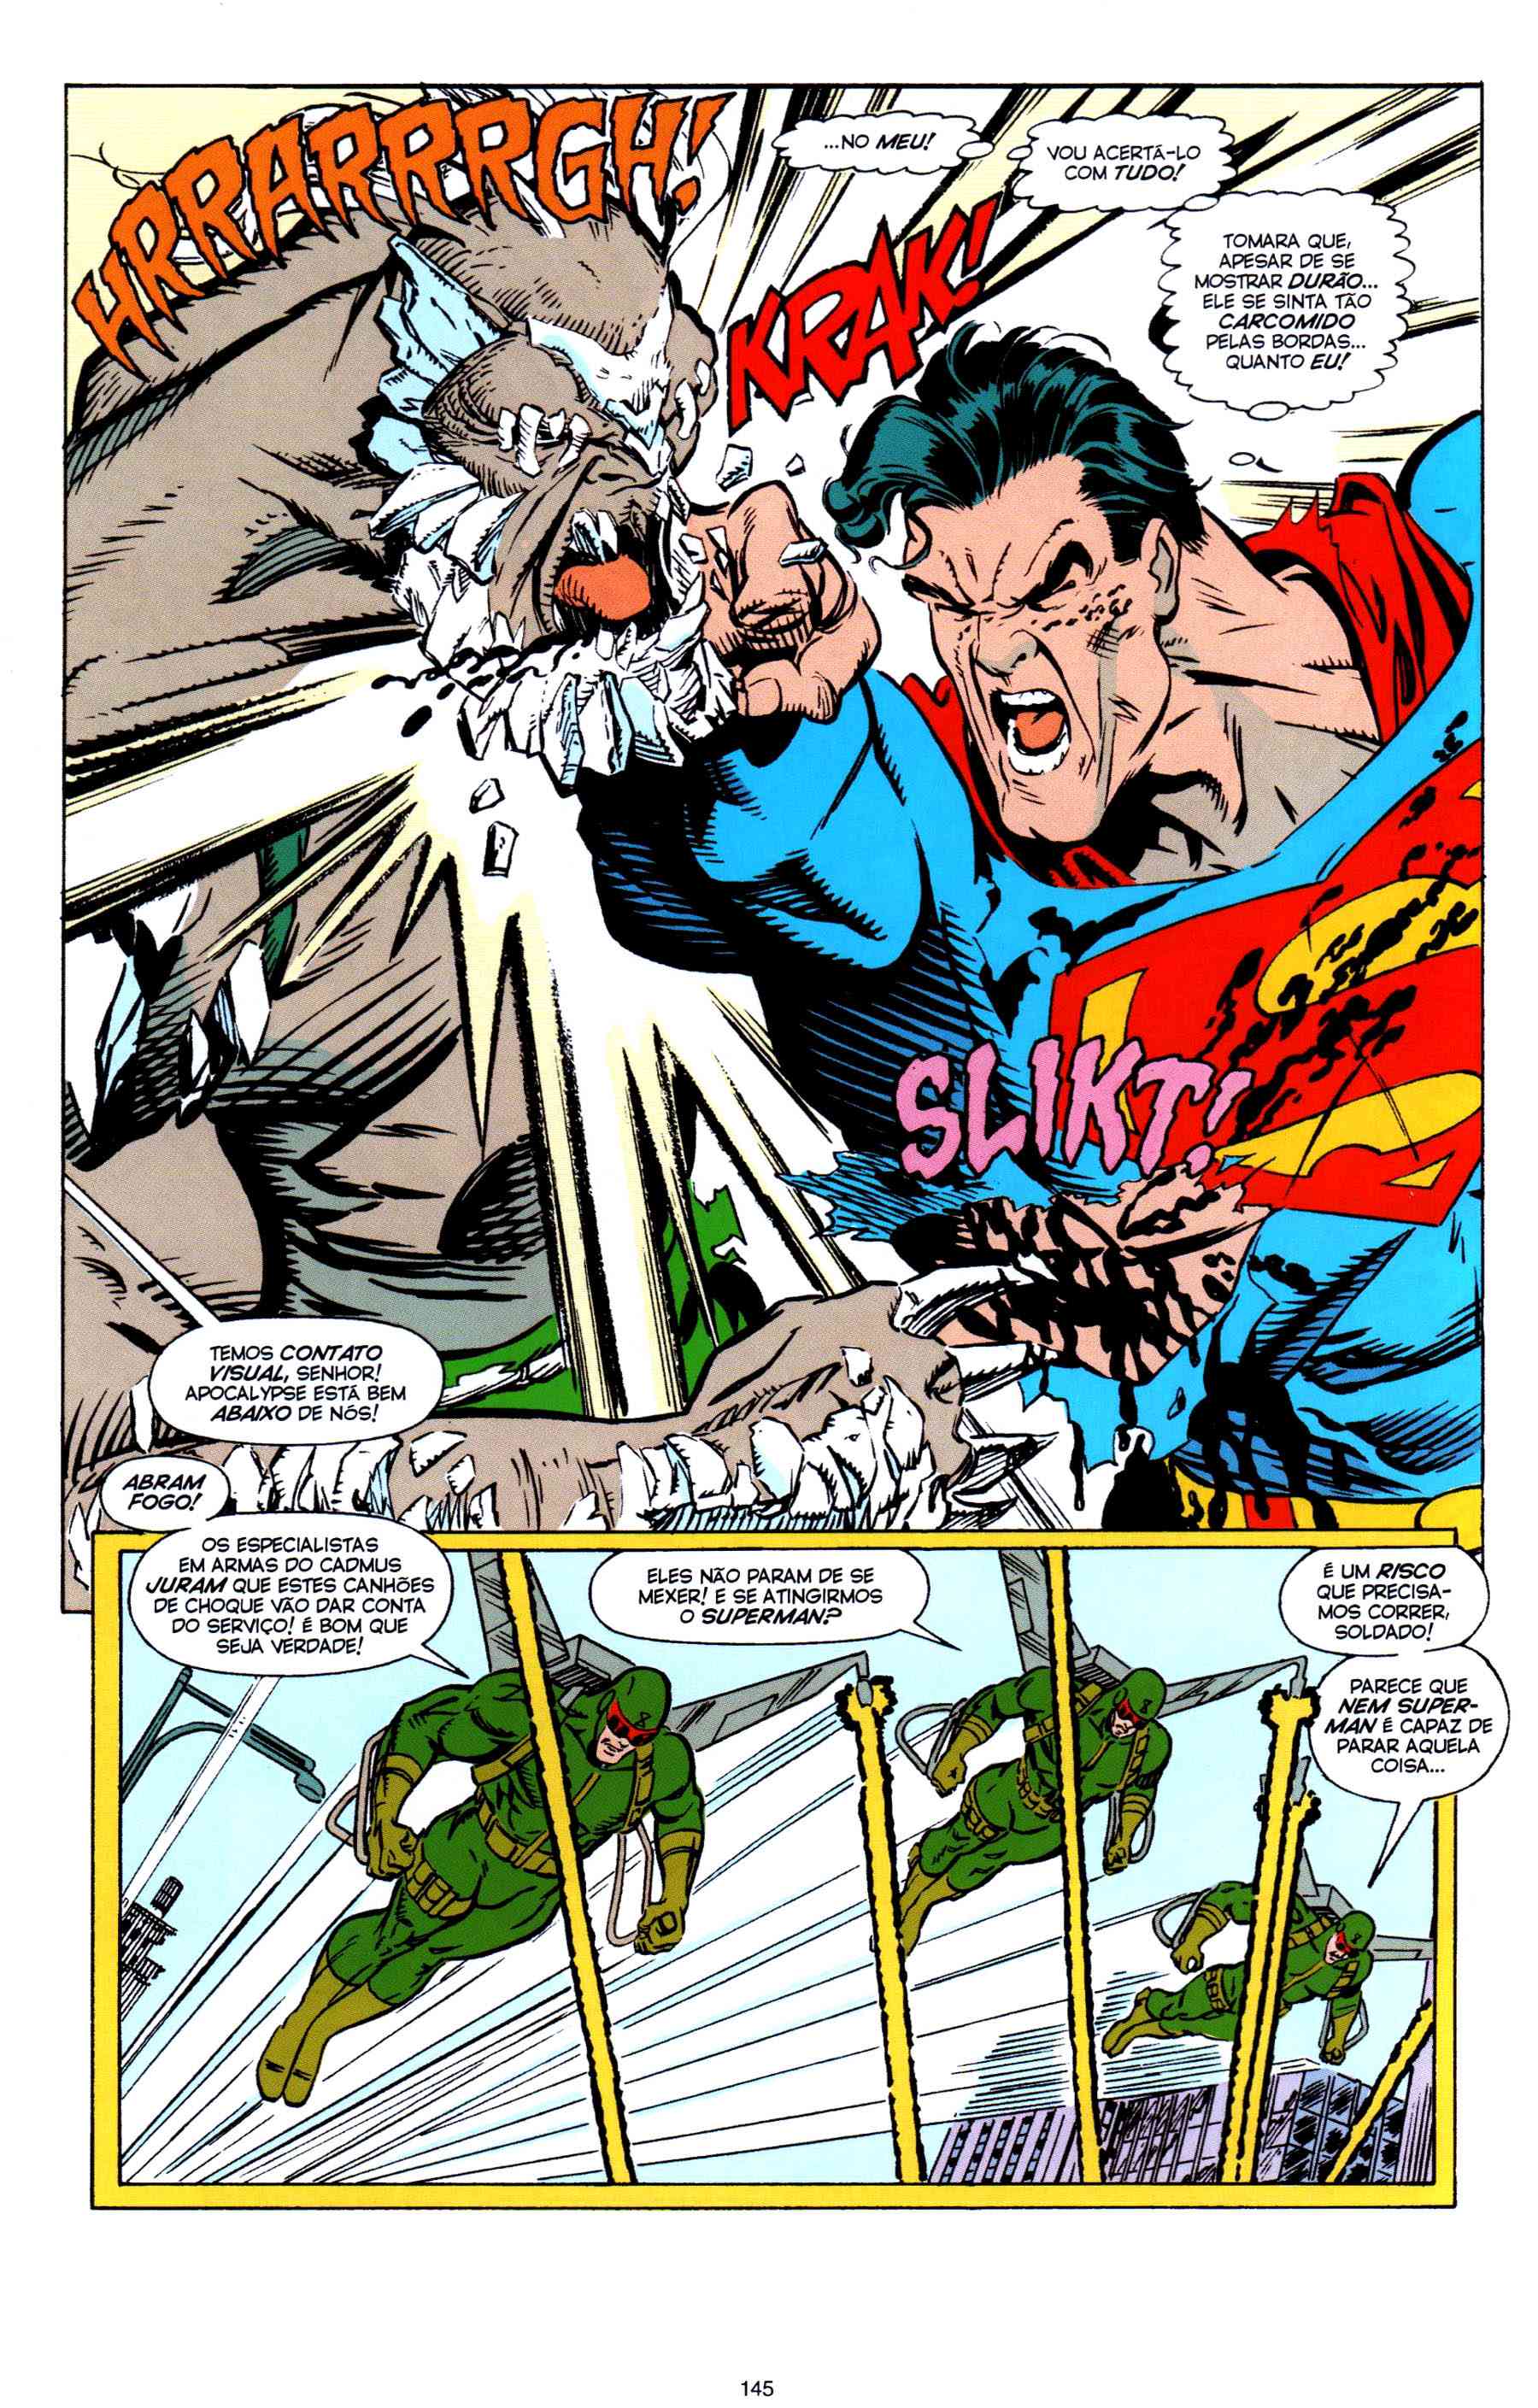 HRRARRRRGH!
...NO MEU!
VOU ACERTÁ-LO
COM TUDO!
TOMARA QUE,
APESAR DE SE
MOSTRAR DURÃO...
ELE SE SINTA TÃO
CARCOMIDO
PELAS BORDAS...
QUANTO EU!
KRAK!
SLIKT!
TEMOS CONTATO
VISUAL, SENHOR!
APOCALYPSE ESTÁ BEM
ABAIXO DE NÓS!
ABRAM
FOGO!
OS ESPECIALISTAS
EM ARMAS DO CADMUS
JURAM QUE ESTES CANHÕES
DE CHOQUE VÃO DAR CONTA
DO SERVIÇO! É BOM QUE
SEJA VERDADE!
ELES NÃO PARAM DE SE
MEXER! E SE ATINGIRMOS
O SUPERMAN?
É UM RISCO
QUE PRECISA-
MOS CORRER,
SOLDADO!
PARECE QUE
NEM SUPER-
MAN É CAPAZ DE
PARAR AQUELA
COISA...
145